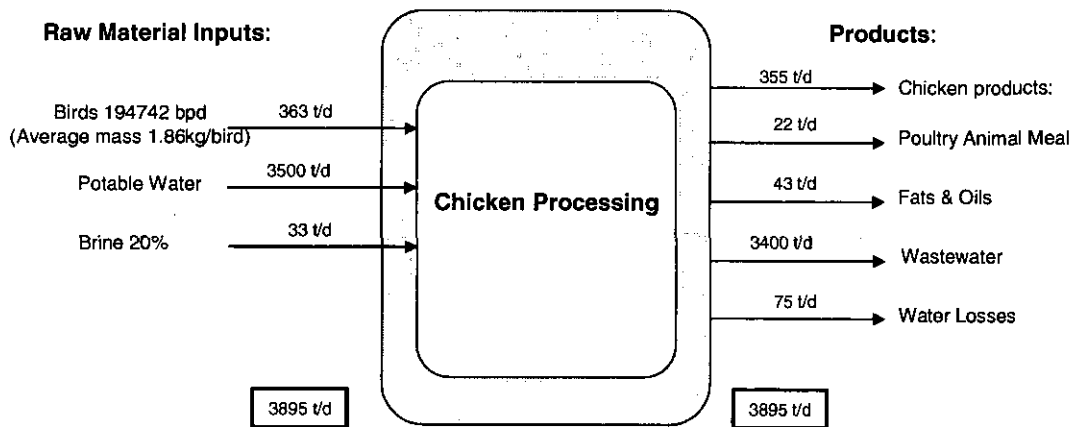 Raw Material Inputs:
Birds 194742 bpd
(Average mass 1.86kg/bird)
363 t/d
Potable Water
3500 t/d
Brine 20%
33 t/d
3895 t/d
Chicken Processing
Products:
355 t/d
Chicken products:
22 t/d
Poultry Animal Meal
43 t/d
Fats & Oils
3400 t/d
Wastewater
75 t/d
Water Losses
3895 t/d